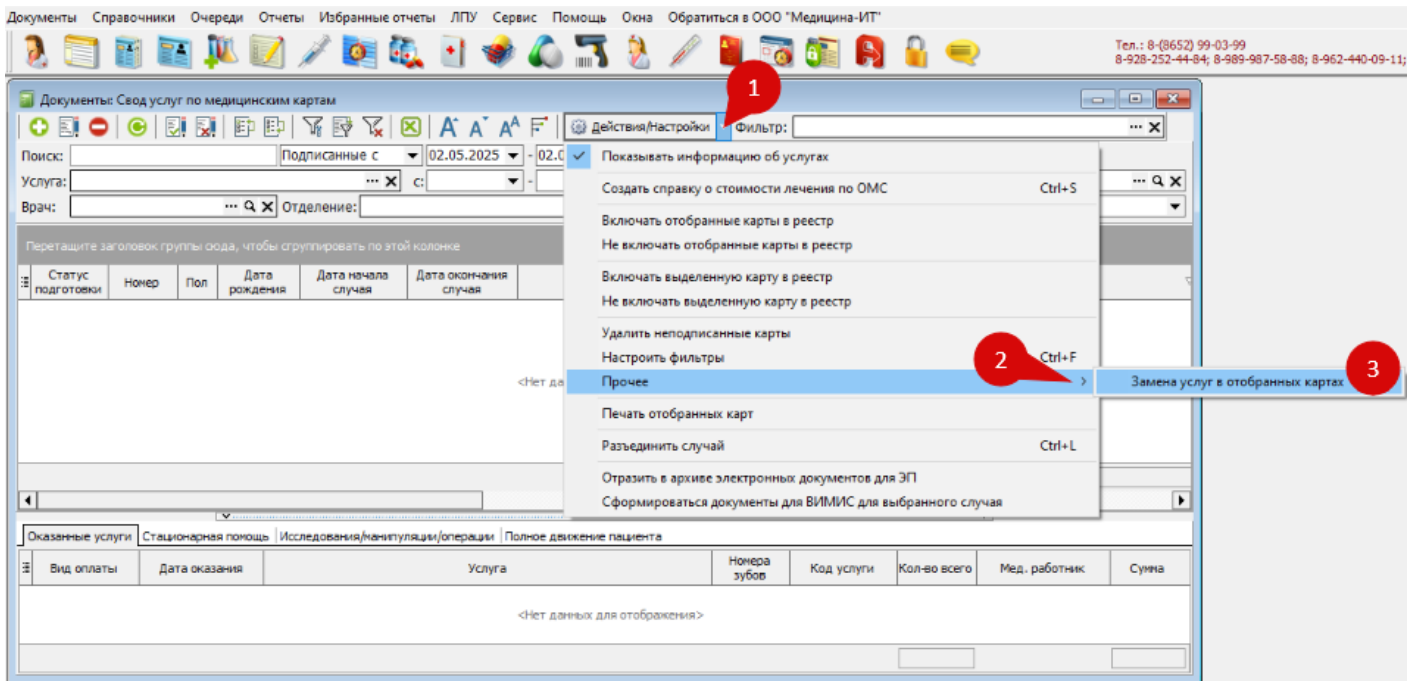 Документы Справочники Очереди Отчеты Избранные отчеты ЛПУ Сервис Помощь Окна Обратиться в ООО "Медицина-ИТ"
Тел.: 8-(8652) 99-03-99
8-928-252-44-84; 8-989-987-58-88; 8-962-440-09-11;
1
Документы: Свод услуг по медицинским картам
Действия/Настройки Фильтр:
Поиск: Подписанные с 02.05.2025 - 02.0
Услуга: с: -
Врач: Отделение:
Показывать информацию об услугах
Создать справку о стоимости лечения по ОМС Ctrl+S
Включать отобранные карты в реестр
Не включать отобранные карты в реестр
Включать выделенную карту в реестр
Не включать выделенную карту в реестр
Удалить неподписанные карты
Настроить фильтры Ctrl+F
2
Прочее
3
Замена услуг в отобранных картах
Печать отобранных карт
Разъединить случай Ctrl+L
Отразить в архиве электронных документов для ЭП
Сформироваться документы для ВИМИС для выбранного случая
Перетащите заголовок группы сюда, чтобы сгруппировать по этой колонке
Статус подготовки Номер Пол Дата рождения Дата начала случая Дата окончания случая
<Нет да
Оказанные услуги Стационарная помощь Исследования/манипуляции/операции Полное движение пациента
Вид оплаты Дата оказания Услуга Номера зубов Код услуги Кол-во всего Мед. работник Сумма
<Нет данных для отображения>